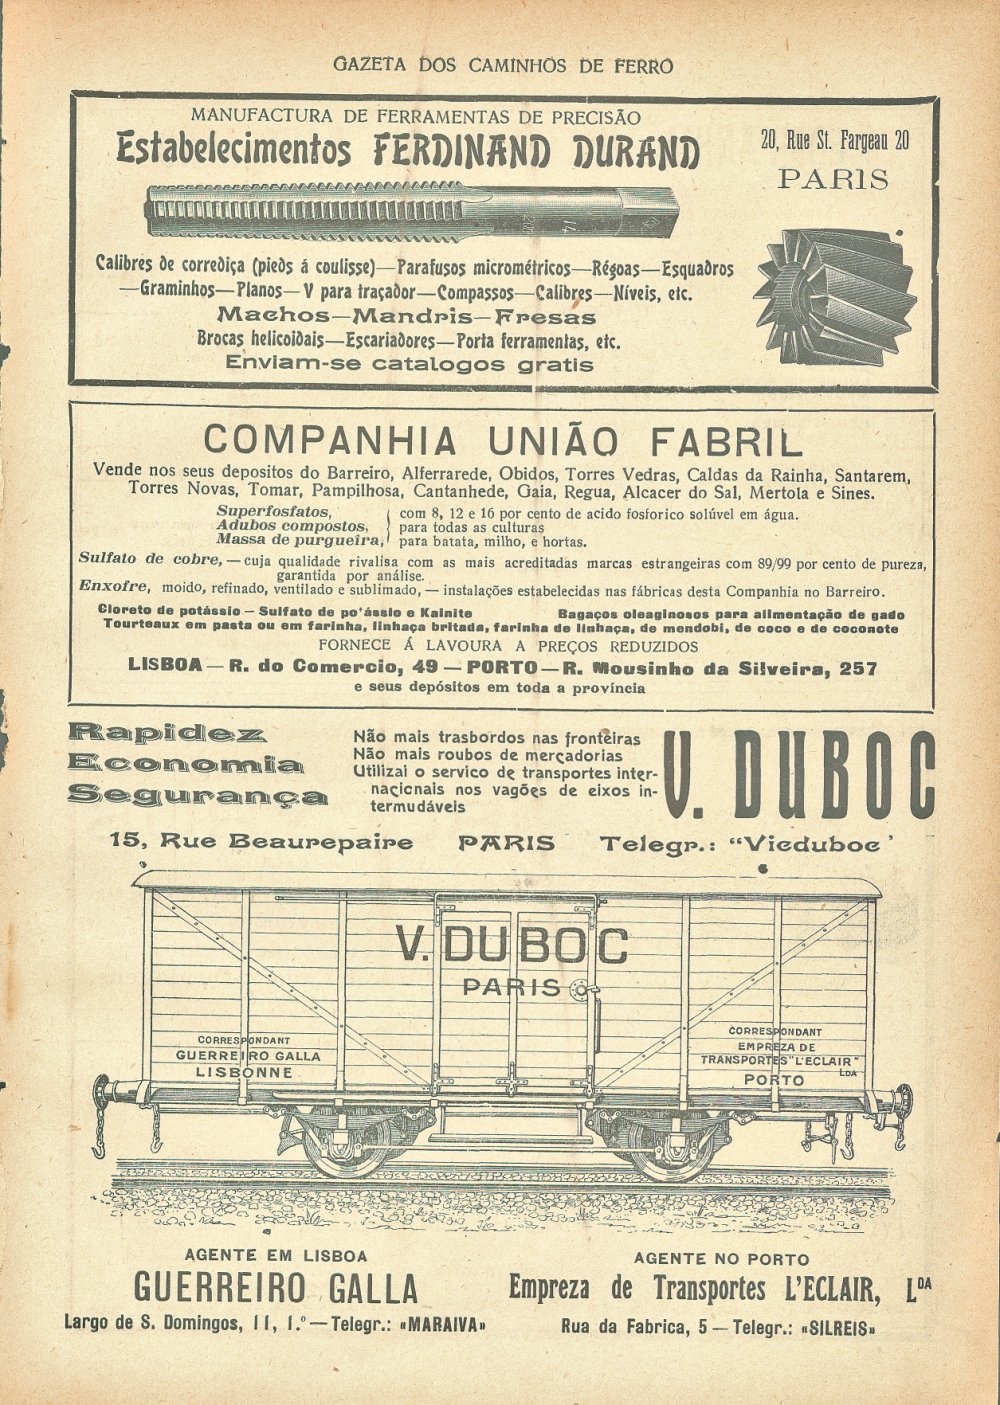 GAZETA DOS CAMINHOS DE FERRO
MANUFACTURA DE FERRAMENTAS DE PRECISÃO
Estabelecimentos FERDINAND DURAND
20, Rue St. Fargeau 20
PARIS
Calibres de corrediça (pieds á coulisse)—Parafusos micrométricos—Régoas—Esquadros
—Graminhos—Planos—V para traçador—Compassos—Calibres—Níveis, etc.
Machos—Mandris—Fresas
Brocas helicoidais—Escariadores—Porta ferramentas, etc.
Enviam-se catalogos gratis
COMPANHIA UNIÃO FABRIL
Vende nos seus depositos do Barreiro, Alferrarede, Obidos, Torres Vedras, Caldas da Rainha, Santarem,
Torres Novas, Tomar, Pampilhosa, Cantanhede, Gaia, Regua, Alcacer do Sal, Mertola e Sines.
Superfosfatos, com 8, 12 e 16 por cento de acido fosforico solúvel em água.
Adubos compostos, para todas as culturas
Massa de purgueira, para batata, milho, e hortas.
Sulfato de cobre, — cuja qualidade rivalisa com as mais acreditadas marcas estrangeiras com 89/99 por cento de pureza,
garantida por análise.
Enxofre, moido, refinado, ventilado e sublimado, — instalações estabelecidas nas fábricas desta Companhia no Barreiro.
Cloreto de potássio — Sulfato de po'ássio e Kainite Bagaços oleaginosos para alimentação de gado
Tourteaux em pasta ou em farinha, linhaça britada, farinha de linhaça, de mendobi, de coco e de coconote
FORNECE Á LAVOURA A PREÇOS REDUZIDOS
LISBOA — R. do Comercio, 49 — PORTO — R. Mousinho da Silveira, 257
e seus depósitos em toda a província
Rapidez
Economia
Segurança
Não mais trasbordos nas fronteiras
Não mais roubos de mercadorias
Utilizai o servico de transportes inter-
nacionais nos vagões de eixos in-
termudáveis
V. DUBOC
15, Rue Beaurepaire PARIS Telegr.: “Vicduboc’
V. DUBOC
PARIS
CORRESPONDANT
GUERREIRO GALLA
LISBONNE
CORRESPONDANT
EMPREZA DE
TRANSPORTES "L'ECLAIR"
LDA
PORTO
AGENTE EM LISBOA
GUERREIRO GALLA
Largo de S. Domingos, 11, 1.º — Telegr.: «MARAIVA»
AGENTE NO PORTO
Empreza de Transportes L'ECLAIR, LDA
Rua da Fabrica, 5 — Telegr.: «SILREIS»